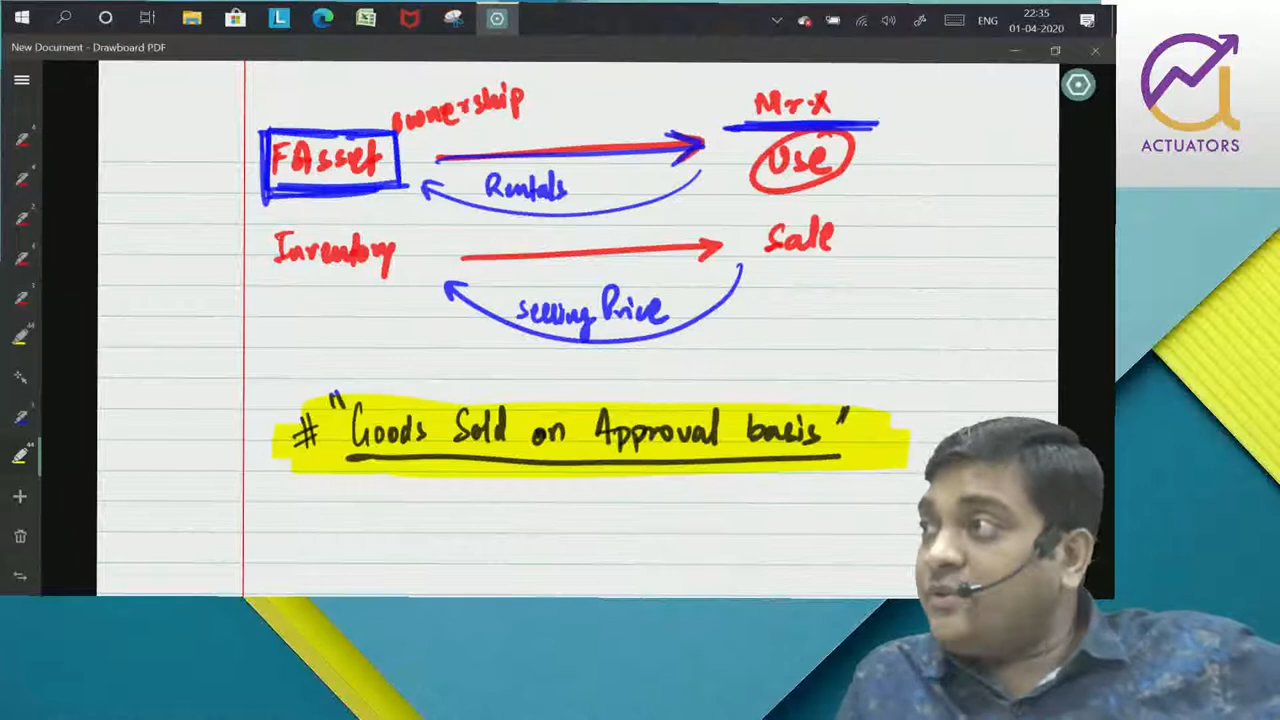 22:35
ENG
01-04-2020
New Document - Drawboard PDF
ACTUATORS
ownership
Mr. X
FAsset
Use
Rentals
Inventory
Sale
Selling Price
# "Goods Sold on Approval basis"